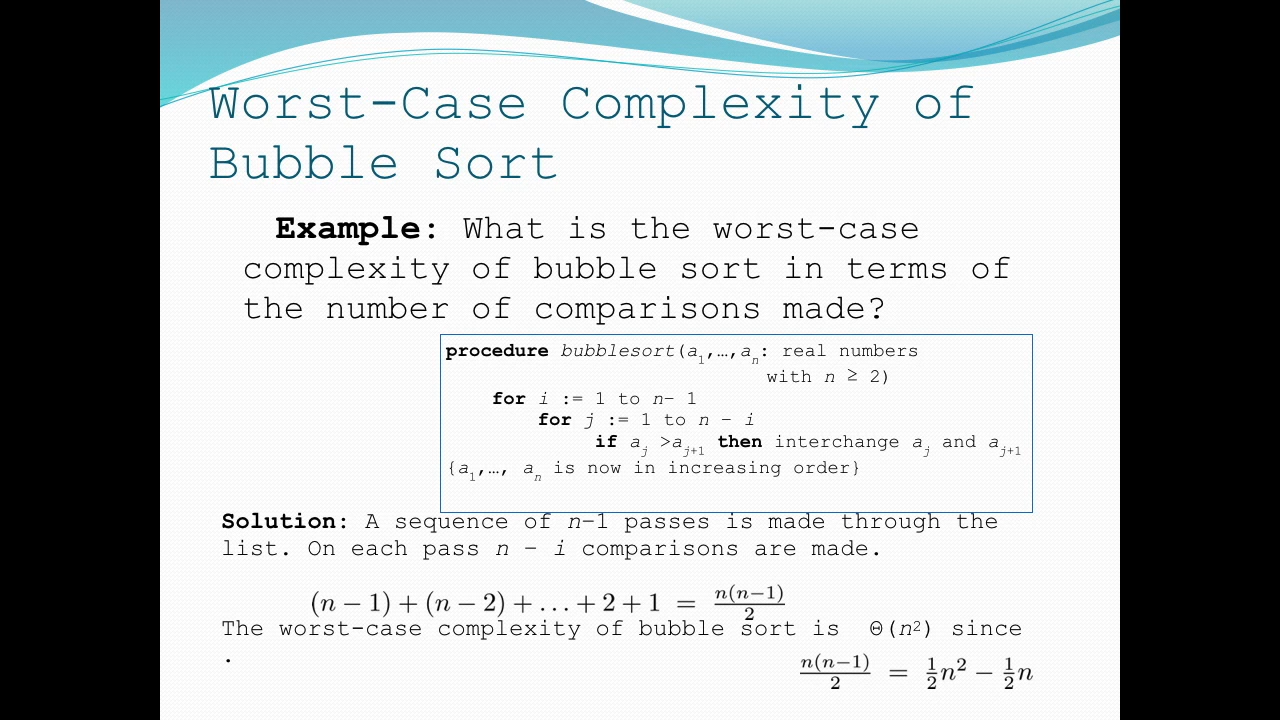 Worst-Case Complexity of
Bubble Sort
Example: What is the worst-case
complexity of bubble sort in terms of
the number of comparisons made?
procedure bubblesort(a₁,…,aₙ: real numbers
with n ≥ 2)
for i := 1 to n− 1
for j := 1 to n − i
if aⱼ >aⱼ₊₁ then interchange aⱼ and aⱼ₊₁
{a₁,…, aₙ is now in increasing order}
Solution: A sequence of n−1 passes is made through the
list. On each pass n − i comparisons are made.
(n − 1) + (n − 2) + … + 2 + 1 = n(n−1)/2
The worst-case complexity of bubble sort is Θ(n²) since
.
n(n−1)/2 = 1/2n² − 1/2n